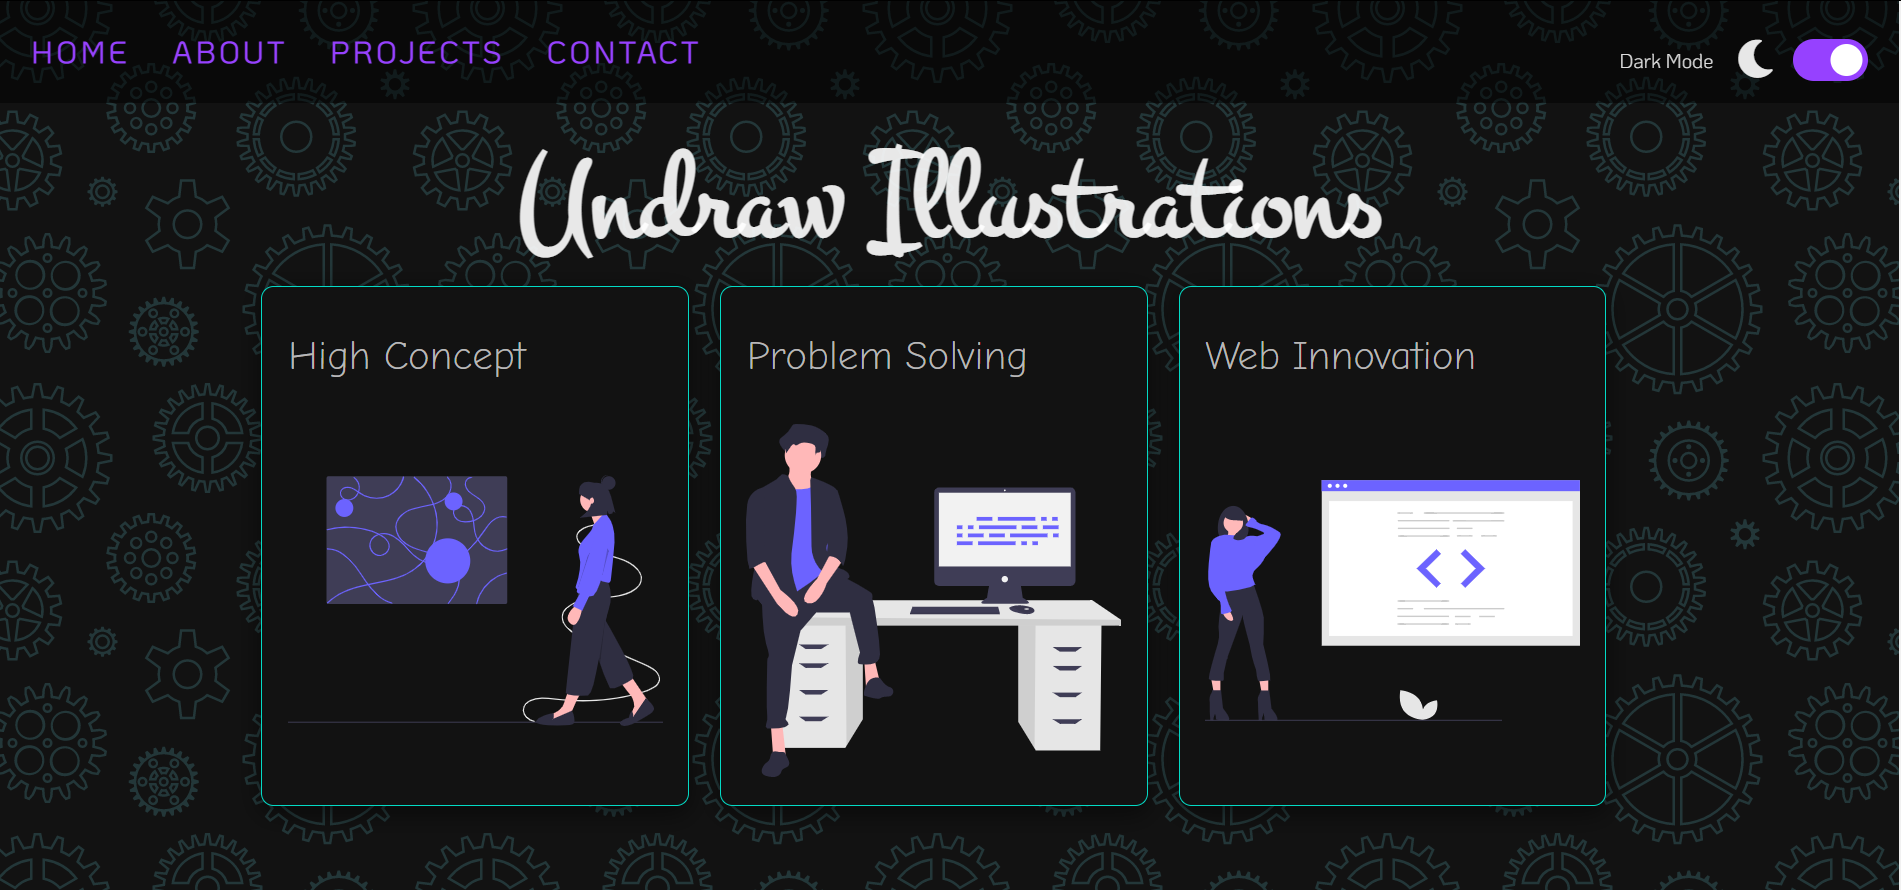 HOME ABOUT PROJECTS CONTACT
Dark Mode
Undraw Illustrations
High Concept
Problem Solving
Web Innovation